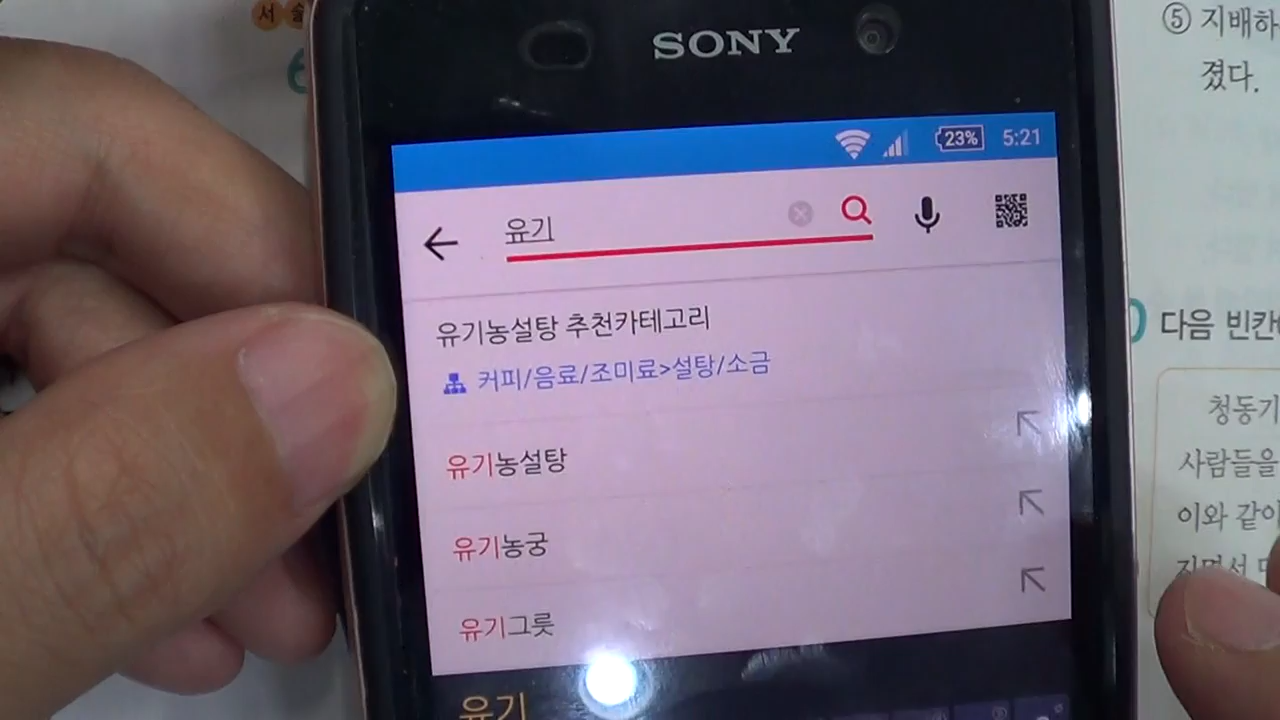 서술
SONY
23% 5:21
유기
유기농설탕 추천카테고리
커피/음료/조미료>설탕/소금
유기농설탕
유기농궁
유기그릇
유기
⑤ 지배하
졌다.
다음 빈칸
청동기
사람들을
이와 같이